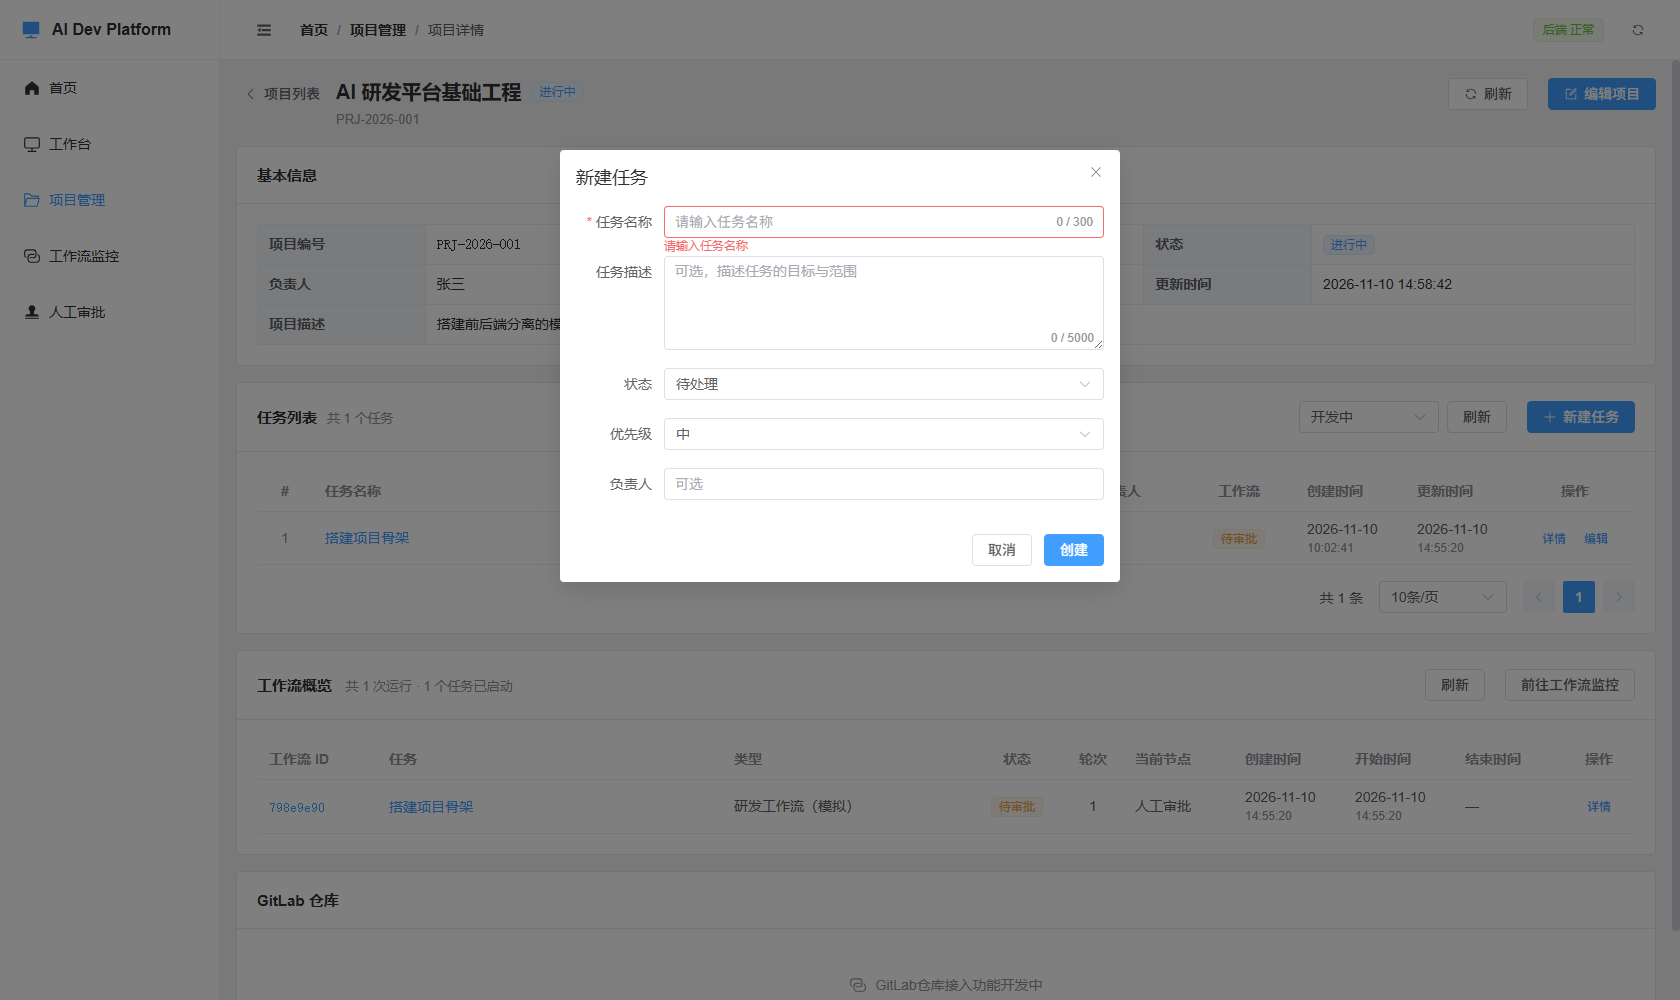 AI Dev Platform
首页 / 项目管理 / 项目详情
后端 正常
首页
工作台
项目管理
工作流监控
人工审批
项目列表
AI 研发平台基础工程
进行中
PRJ-2026-001
刷新
编辑项目
基本信息
项目编号 PRJ-2026-001 状态 进行中
负责人 张三 更新时间 2026-11-10 14:58:42
项目描述 搭建前后端分离的模
新建任务
* 任务名称 请输入任务名称 0 / 300
请输入任务名称
任务描述 可选，描述任务的目标与范围
0 / 5000
状态 待处理
优先级 中
负责人 可选
取消 创建
任务列表 共 1 个任务 开发中 刷新 新建任务
# 任务名称 责人 工作流 创建时间 更新时间 操作
1 搭建项目骨架 待审批 2026-11-10 10:02:41 2026-11-10 14:55:20 详情 编辑
共 1 条 10条/页 1
工作流概览 共 1 次运行 · 1 个任务已启动 刷新 前往工作流监控
工作流 ID 任务 类型 状态 轮次 当前节点 创建时间 开始时间 结束时间 操作
798e9e90 搭建项目骨架 研发工作流（模拟） 待审批 1 人工审批 2026-11-10 14:55:20 2026-11-10 14:55:20 — 详情
GitLab 仓库
GitLab仓库接入功能开发中